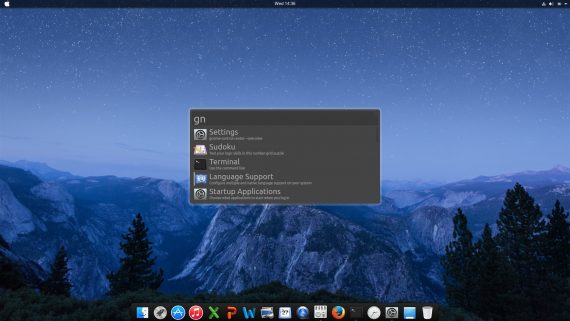 Wed 14:36
gn
Settings
gnome-control-center --overview
Sudoku
Test your logic skills in this number grid puzzle
Terminal
Use the command line
Language Support
Configure multiple and native language support on your system
Startup Applications
Choose what applications to start when you log in